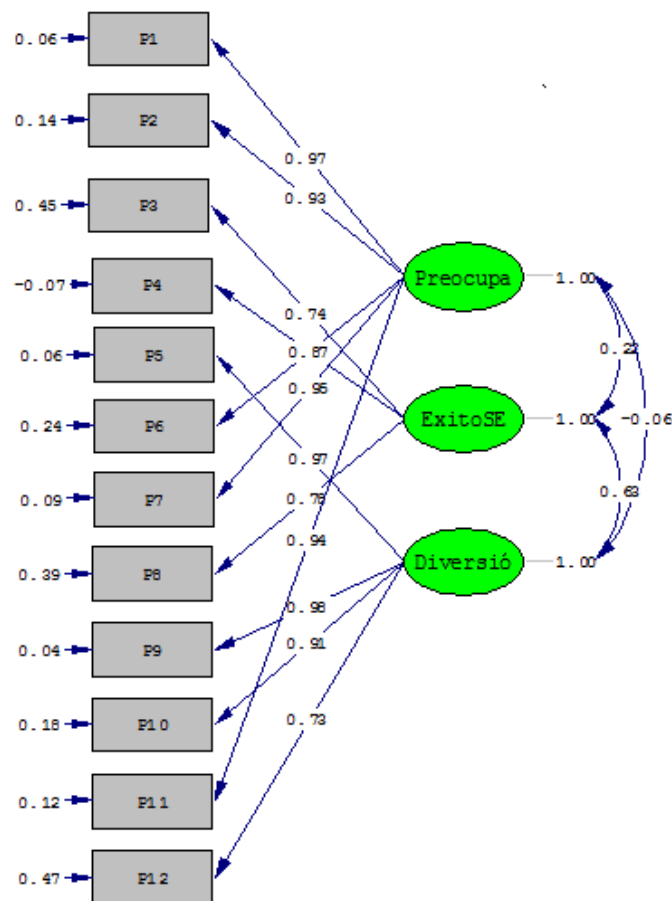 0.06 P1
0.14 P2
0.97
0.93
0.45 P3
-0.07 P4
Preocupa 1.00
0.74
0.06 P5
0.87
0.22
0.95
0.24 P6
ExitoSE 1.00 -0.06
0.97
0.09 P7
0.78
0.63
0.94
0.39 P8
Diversió 1.00
0.98
0.04 P9
0.91
0.18 P10
0.73
0.12 P11
0.47 P12